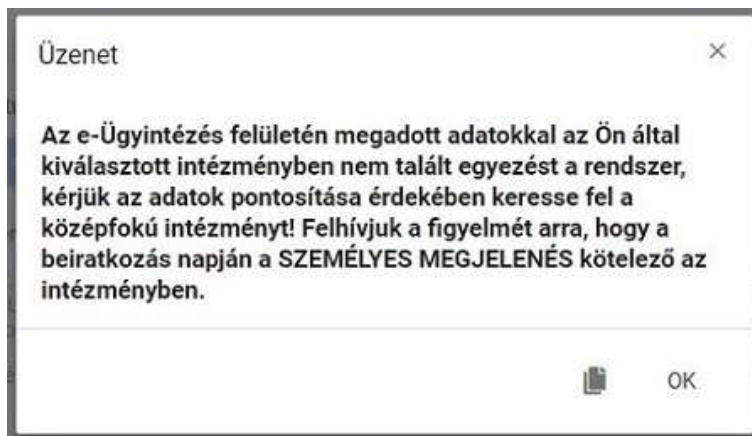 Üzenet
Az e-Ügyintézés felületén megadott adatokkal az Ön által
kiválasztott intézményben nem talált egyezést a rendszer,
kérjük az adatok pontosítása érdekében keresse fel a
középfokú intézményt! Felhívjuk a figyelmét arra, hogy a
beiratkozás napján a SZEMÉLYES MEGJELENÉS kötelező az
intézményben.
OK